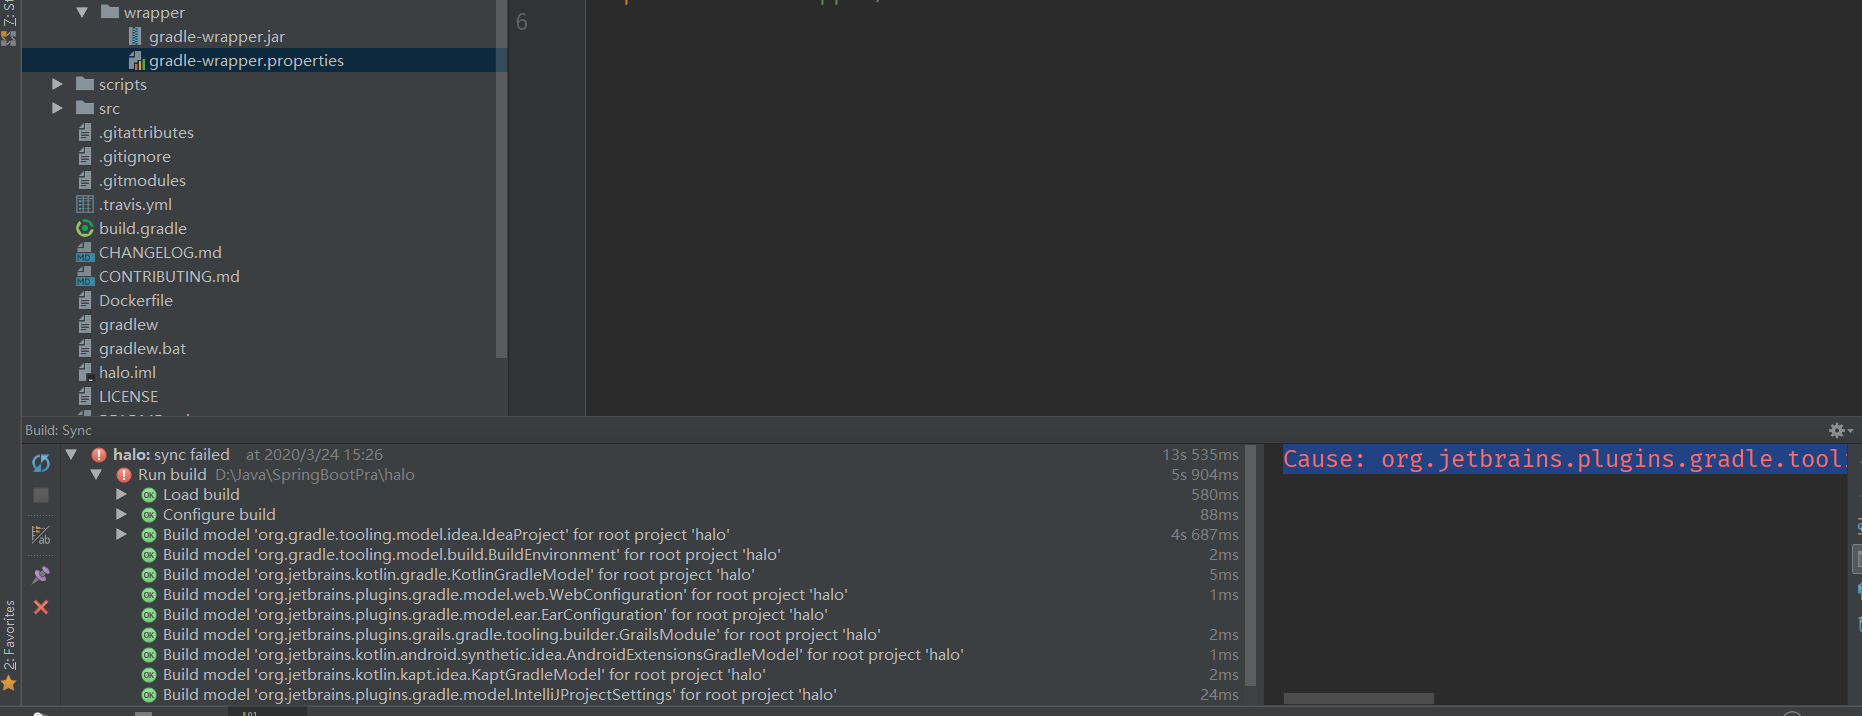 wrapper
gradle-wrapper.jar
gradle-wrapper.properties
scripts
src
.gitattributes
.gitignore
.gitmodules
.travis.yml
build.gradle
CHANGELOG.md
CONTRIBUTING.md
Dockerfile
gradlew
gradlew.bat
halo.iml
LICENSE
6
2: Favorites
Build: Sync
halo: sync failed at 2020/3/24 15:26 13s 535ms
Run build D:\Java\SpringBootPra\halo 5s 904ms
Load build 580ms
Configure build 88ms
Build model 'org.gradle.tooling.model.idea.IdeaProject' for root project 'halo' 4s 687ms
Build model 'org.gradle.tooling.model.build.BuildEnvironment' for root project 'halo' 2ms
Build model 'org.jetbrains.kotlin.gradle.KotlinGradleModel' for root project 'halo' 5ms
Build model 'org.jetbrains.plugins.gradle.model.web.WebConfiguration' for root project 'halo' 1ms
Build model 'org.jetbrains.plugins.gradle.model.ear.EarConfiguration' for root project 'halo'
Build model 'org.jetbrains.plugins.grails.gradle.tooling.builder.GrailsModule' for root project 'halo' 2ms
Build model 'org.jetbrains.kotlin.android.synthetic.idea.AndroidExtensionsGradleModel' for root project 'halo' 1ms
Build model 'org.jetbrains.kotlin.kapt.idea.KaptGradleModel' for root project 'halo' 2ms
Build model 'org.jetbrains.plugins.gradle.model.IntelliJProjectSettings' for root project 'halo' 24ms
Cause: org.jetbrains.plugins.gradle.tooli